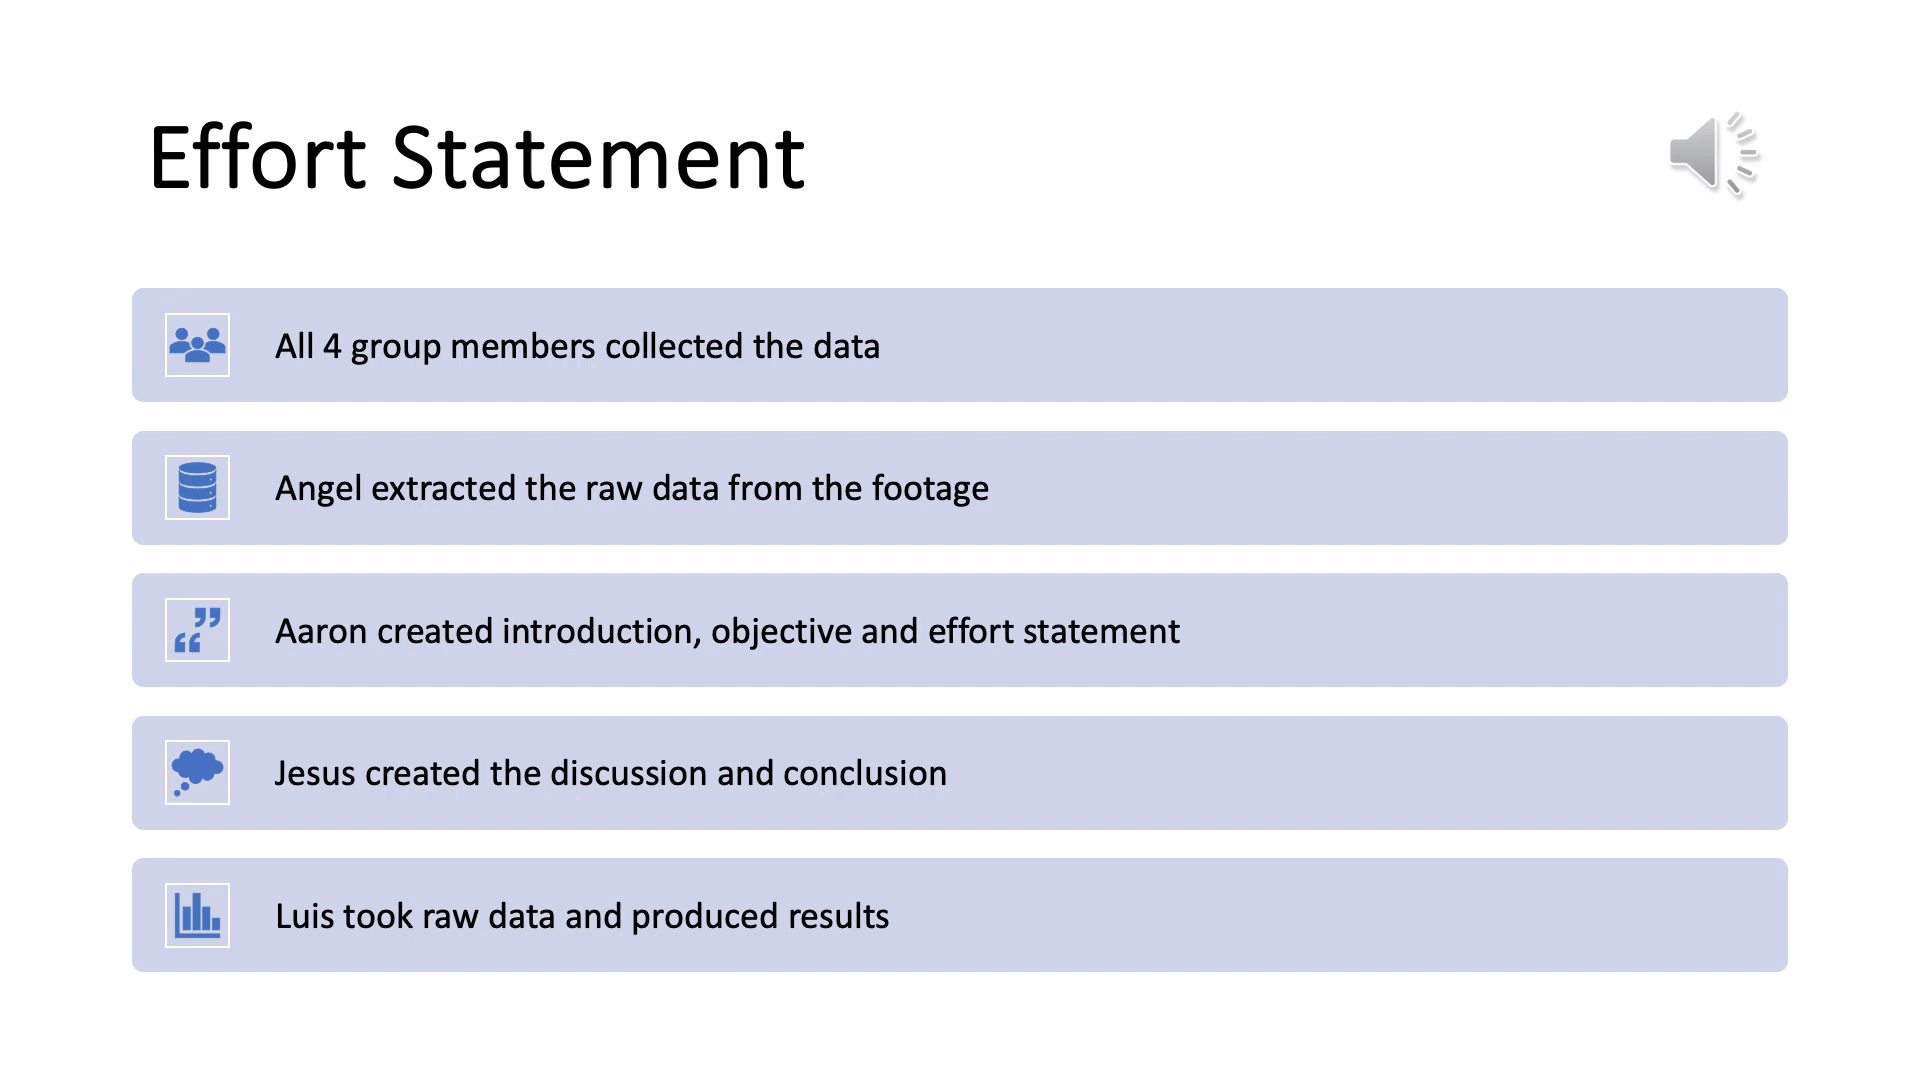 Effort Statement
All 4 group members collected the data
Angel extracted the raw data from the footage
Aaron created introduction, objective and effort statement
Jesus created the discussion and conclusion
Luis took raw data and produced results